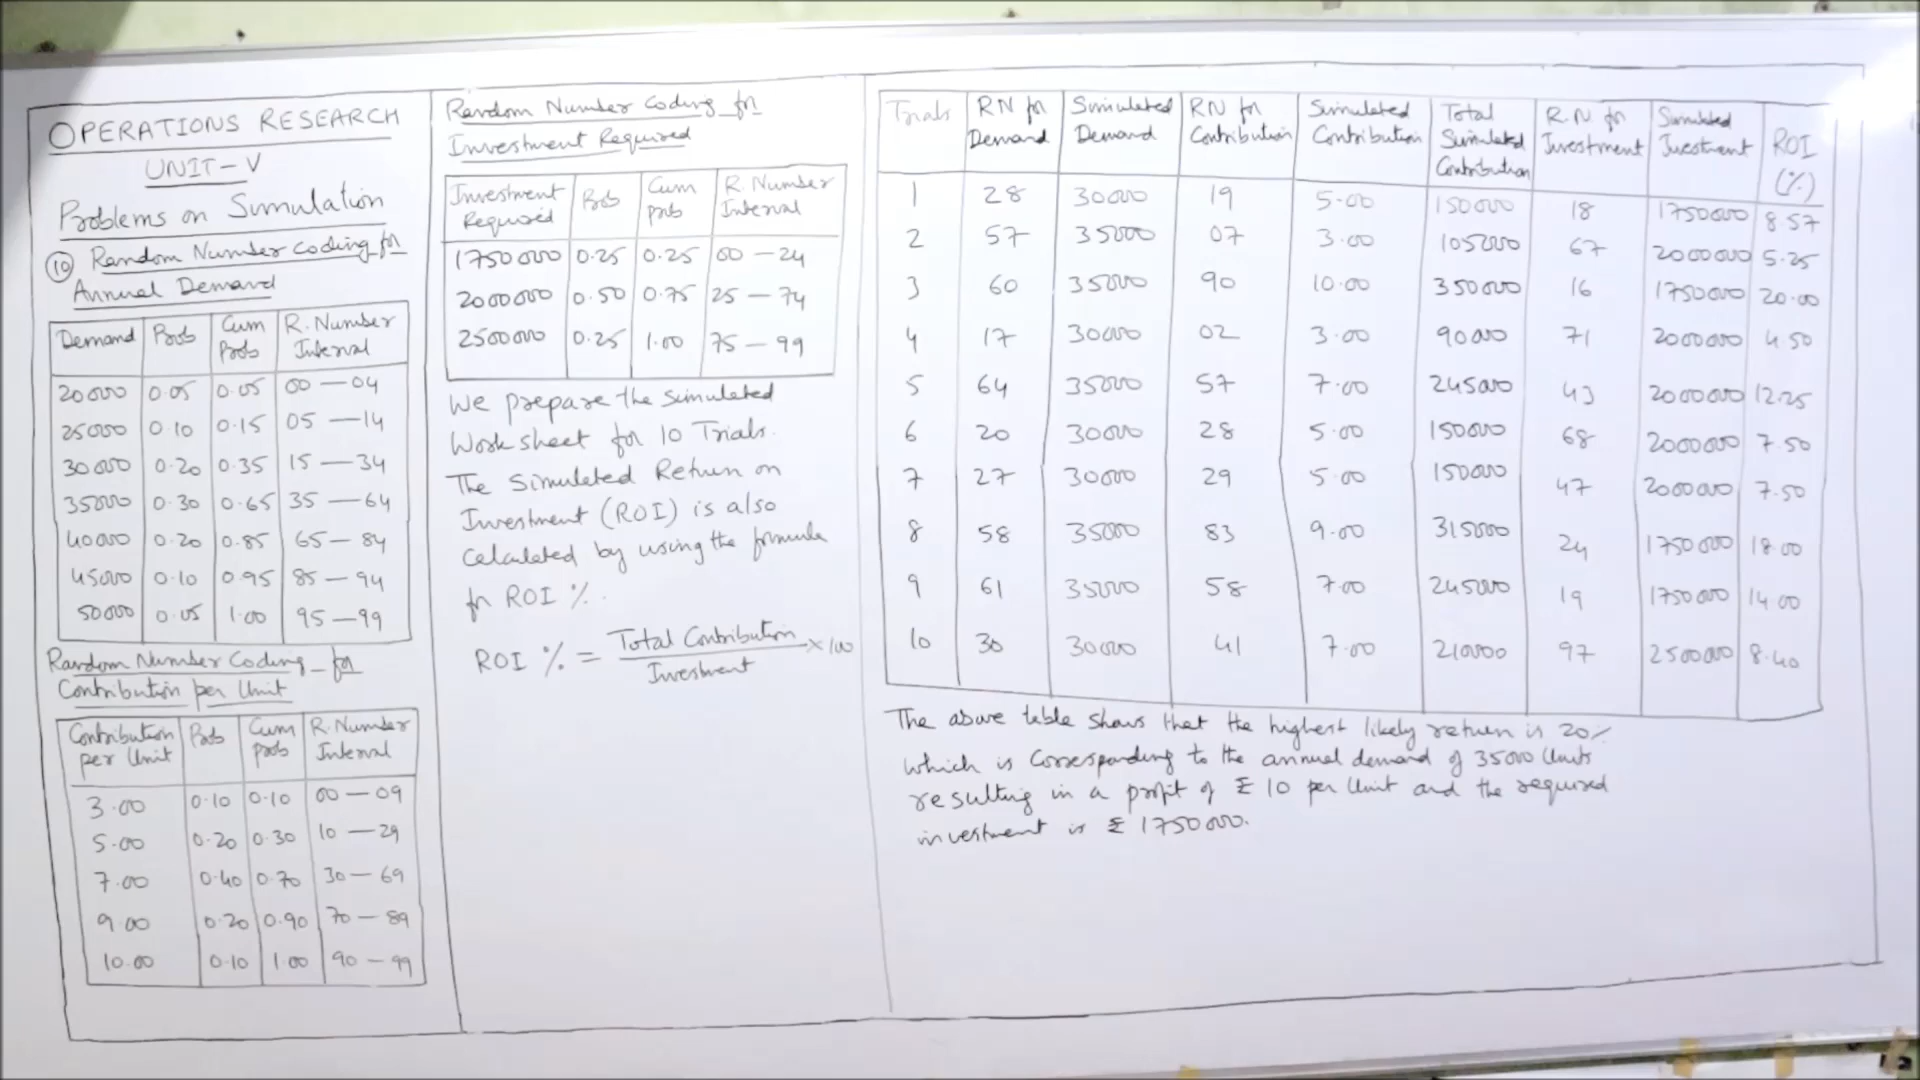 OPERATIONS RESEARCH
UNIT-V
Problems on Simulation
(10) Random Number Coding for
Annual Demand
Demand Prob Cum Prob R. Number Interval
20000 0.05 0.05 00 — 04
25000 0.10 0.15 05 — 14
30000 0.20 0.35 15 — 34
35000 0.30 0.65 35 — 64
40000 0.20 0.85 65 — 84
45000 0.10 0.95 85 — 94
50000 0.05 1.00 95 — 99
Random Number Coding for
Contribution per Unit
Contribution per Unit Prob Cum prob R. Number Interval
3.00 0.10 0.10 00 — 09
5.00 0.20 0.30 10 — 29
7.00 0.40 0.70 30 — 69
9.00 0.20 0.90 70 — 89
10.00 0.10 1.00 90 — 99
Random Number Coding for
Investment Required
Investment Required Prob Cum prob R. Number Interval
1750000 0.25 0.25 00 — 24
2000000 0.50 0.75 25 — 74
2500000 0.25 1.00 75 — 99
We prepare the simulated
Work sheet for 10 Trials.
The Simulated Return on
Investment (ROI) is also
Calculated by using the formula
for ROI %.
ROI % = Total Contribution / Investment × 100
Trials RN for Demand Simulated Demand RN for Contribution Simulated Contribution Total Simulated Contribution R.N for Investment Simulated Investment ROI (%)
1 28 30000 19 5.00 150000 18 1750000 8.57
2 57 35000 07 3.00 105000 67 2000000 5.25
3 60 35000 90 10.00 350000 16 1750000 20.00
4 17 30000 02 3.00 90000 71 2000000 4.50
5 64 35000 57 7.00 245000 43 2000000 12.25
6 20 30000 28 5.00 150000 68 2000000 7.50
7 27 30000 29 5.00 150000 47 2000000 7.50
8 58 35000 83 9.00 315000 24 1750000 18.00
9 61 35000 58 7.00 245000 19 1750000 14.00
10 30 30000 41 7.00 210000 97 2500000 8.40
The above table shows that the highest likely return is 20%
which is corresponding to the annual demand of 35000 Units
resulting in a profit of ₹ 10 per Unit and the required
investment is ₹ 1750000.